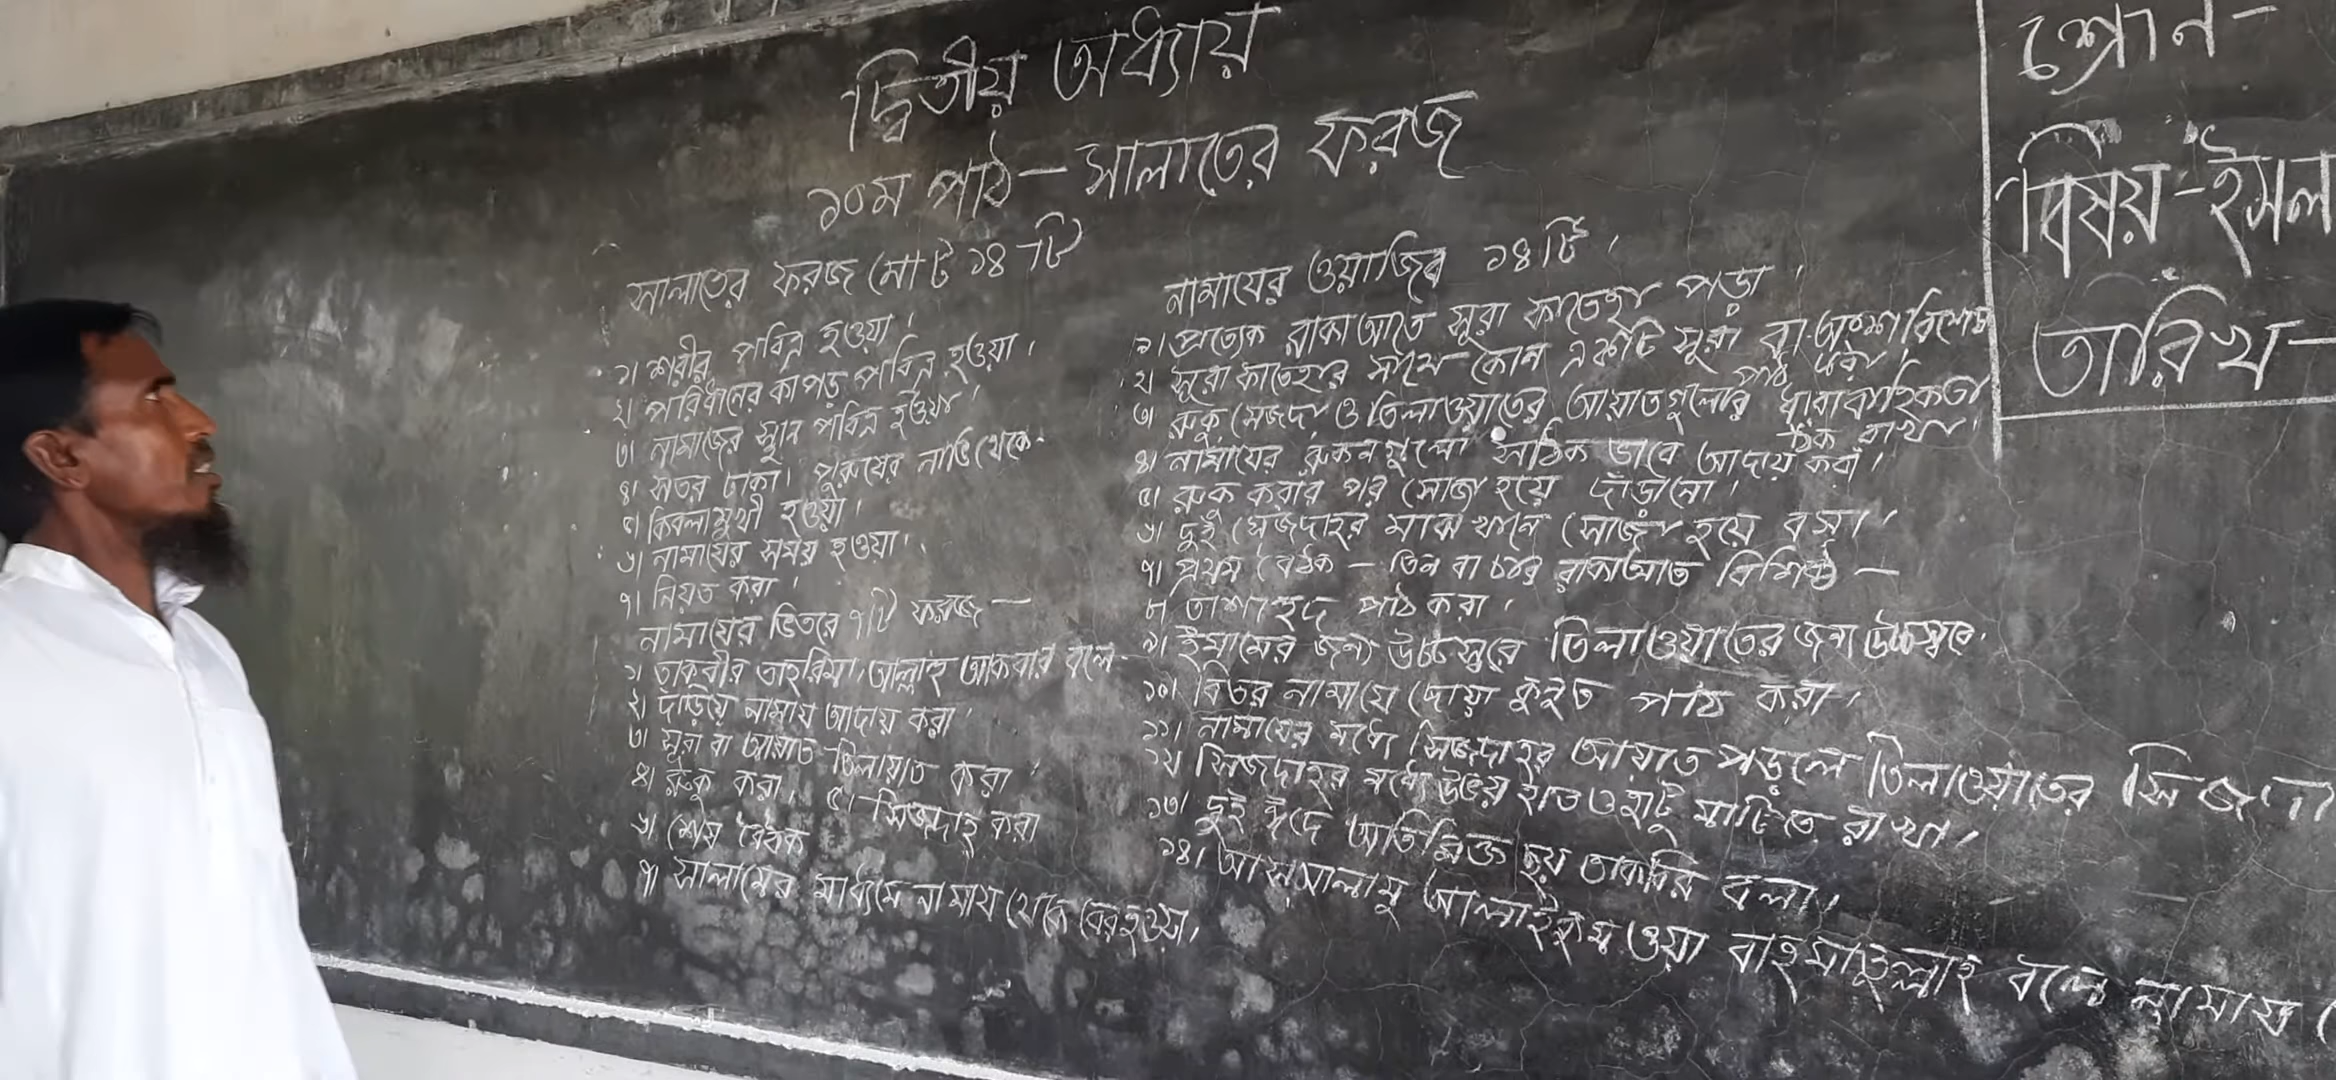 দ্বিতীয় অধ্যায়
১০ম পাঠ - সালাতের ফরজ
সালাতের ফরজ মোট ১৪ টি
১। শরীর পবিত্র হওয়া।
২। পরিধানের কাপড় পবিত্র হওয়া।
৩। নামাজের স্থান পবিত্র হওয়া।
৪। সতর ঢাকা। পুরুষের নাভি থেকে-
৫। কিবলামুখী হওয়া।
৬। নামাযের সময় হওয়া।
৭। নিয়ত করা।
নামাযের ভিতরে ৭টি ফরজ —
১। তাকবীর তাহরিমা। আল্লাহু আকবার বলে-
২। দাঁড়িয়ে নামায আদায় করা।
৩। সূরা বা আয়াত তিলায়াত করা।
৪। রুকু করা। ৫। সিজদাহ্ করা
৬। শেষ বৈঠক
৭। সালামের মাধ্যমে নামায থেকে বের হওয়া।
নামাযের ওয়াজিব ১৪টি।
১। প্রত্যেক রাকাআতে সূরা ফাতেহা পড়া।
২। সূরা ফাতেহার সাথে কোন একটি সূরা বা অংশ বিশেষ
পাঠ করা।
৩। রুকু সেজদা ও তিলাওয়াতের আয়াতগুলোর ধারাবাহিকতা
ঠিক রাখা।
৪। নামাযের রুকনগুলো সঠিক ভাবে আদায় করা।
৫। রুকু করার পর সোজা হয়ে দাঁড়ানো।
৬। দুই সেজদাহর মাঝখানে সোজা হয়ে বসা।
৭। প্রথম বৈঠক - তিন বা চার রাকাআত বিশিষ্ট —
৮। তাশাহুদ পাঠ করা।
৯। ইমামের জন্য উচ্চস্বরে তিলাওয়াতের জন্য উচ্চস্বরে।
১০। বিতর নামাযে দোয়া কুনুত পাঠ করা।
১১। নামাযের মধ্যে সিজদাহর আয়াত পড়লে তিলাওয়াতের সিজদা
১২। সিজদাহর মধ্যে উভয় হাত ও হাটু মাটিতে রাখা।
১৩। দুই ঈদে অতিরিক্ত ছয় তাকবির বলা।
১৪। আসসালামু আলাইকুম ওয়া রাহমাতুল্লাহ বলে নামায
শ্রেণি-
বিষয় - ইসল
তারিখ -